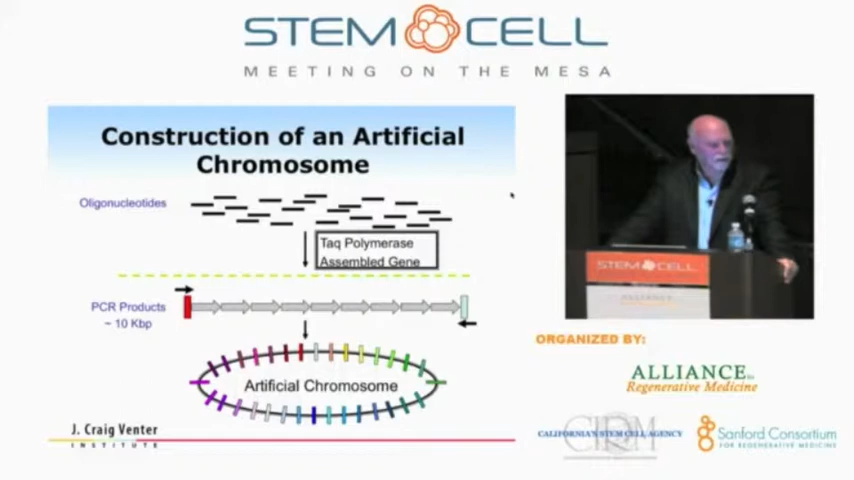 STEM CELL
MEETING ON THE MESA
Construction of an Artificial
Chromosome
Oligonucleotides
Taq Polymerase
Assembled Gene
PCR Products
~ 10 Kbp
Artificial Chromosome
J. Craig Venter
INSTITUTE
STEM CELL
ORGANIZED BY:
ALLIANCE for
Regenerative Medicine
CIRM
CALIFORNIA'S STEM CELL AGENCY
Sanford Consortium
FOR REGENERATIVE MEDICINE